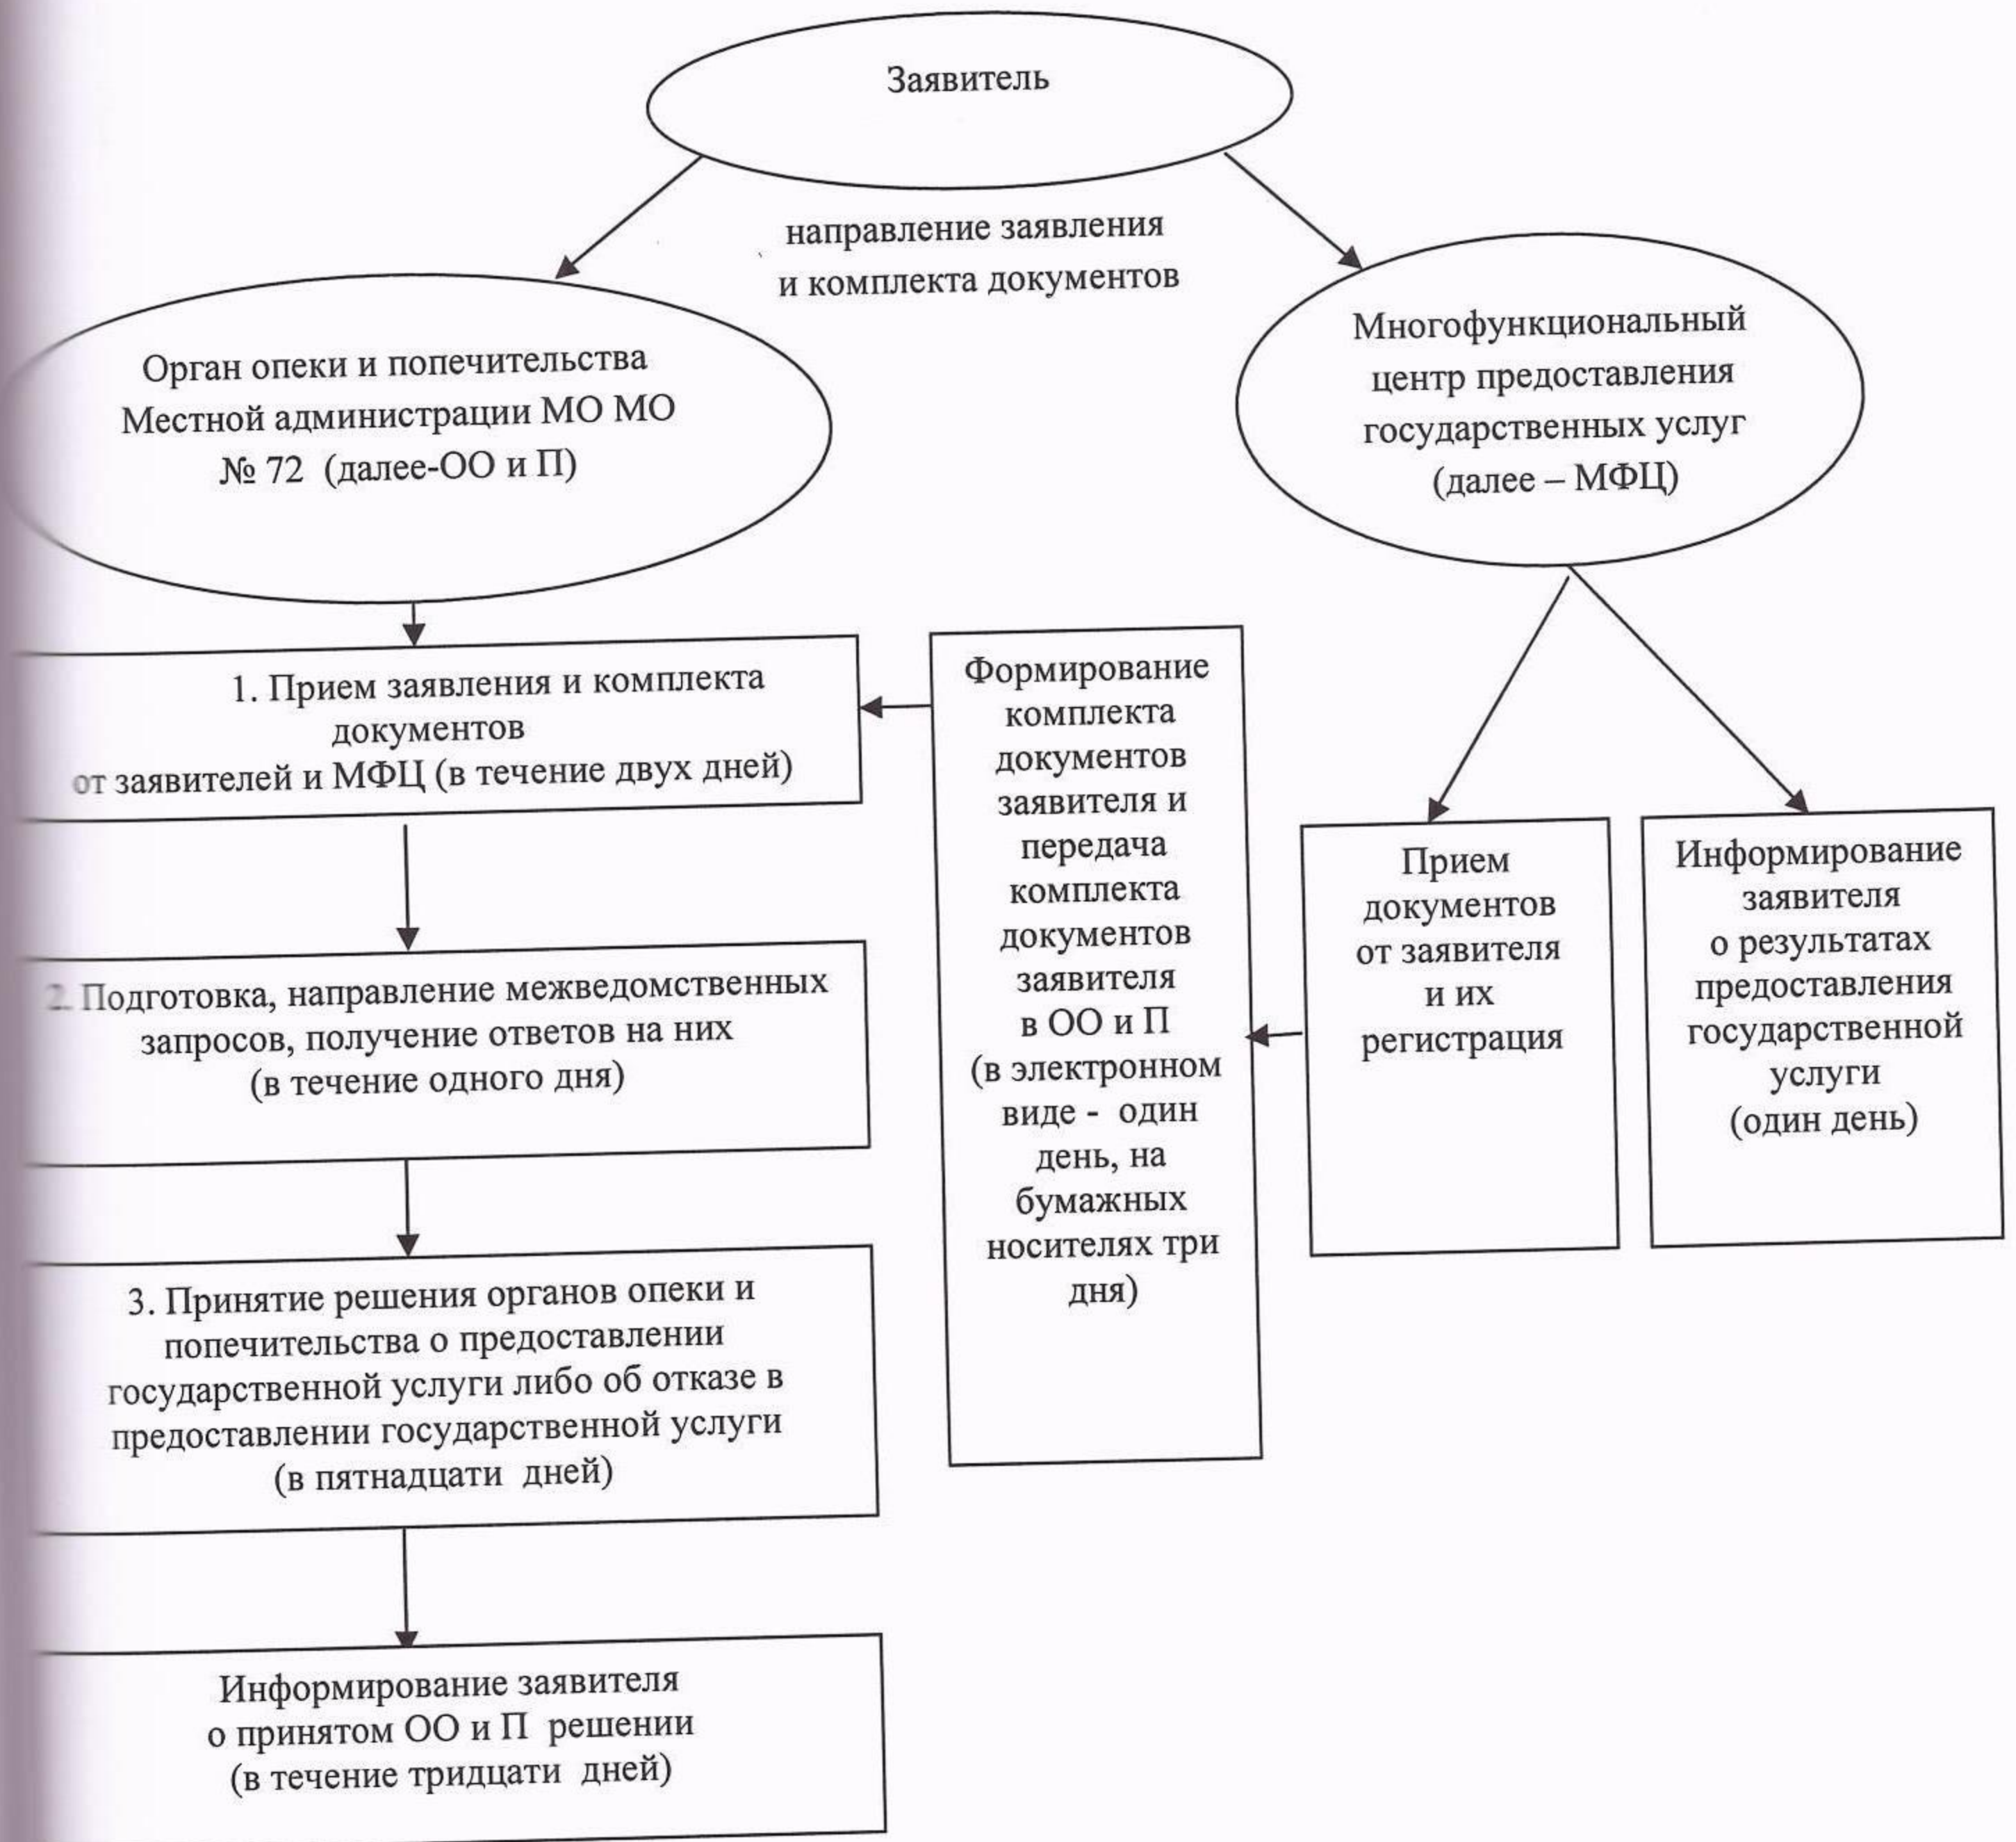 Заявитель
направление заявления
и комплекта документов
Орган опеки и попечительства
Местной администрации МО МО
№ 72 (далее-ОО и П)
Многофункциональный
центр предоставления
государственных услуг
(далее – МФЦ)
1. Прием заявления и комплекта
документов
от заявителей и МФЦ (в течение двух дней)
2. Подготовка, направление межведомственных
запросов, получение ответов на них
(в течение одного дня)
3. Принятие решения органов опеки и
попечительства о предоставлении
государственной услуги либо об отказе в
предоставлении государственной услуги
(в пятнадцати дней)
Информирование заявителя
о принятом ОО и П решении
(в течение тридцати дней)
Формирование
комплекта
документов
заявителя и
передача
комплекта
документов
заявителя
в ОО и П
(в электронном
виде - один
день, на
бумажных
носителях три
дня)
Прием
документов
от заявителя
и их
регистрация
Информирование
заявителя
о результатах
предоставления
государственной
услуги
(один день)